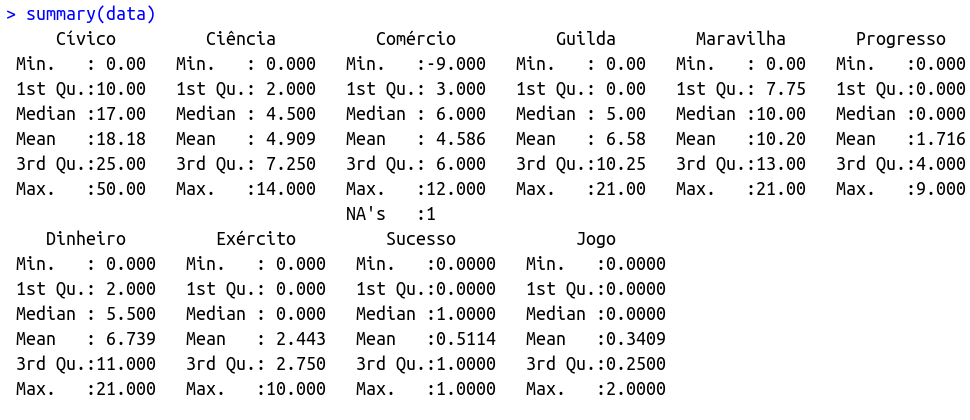 > summary(data)
Cívico Ciência Comércio Guilda Maravilha Progresso
Min. : 0.00 Min. : 0.000 Min. :-9.000 Min. : 0.00 Min. : 0.00 Min. :0.000
1st Qu.:10.00 1st Qu.: 2.000 1st Qu.: 3.000 1st Qu.: 0.00 1st Qu.: 7.75 1st Qu.:0.000
Median :17.00 Median : 4.500 Median : 6.000 Median : 5.00 Median :10.00 Median :0.000
Mean :18.18 Mean : 4.909 Mean : 4.586 Mean : 6.58 Mean :10.20 Mean :1.716
3rd Qu.:25.00 3rd Qu.: 7.250 3rd Qu.: 6.000 3rd Qu.:10.25 3rd Qu.:13.00 3rd Qu.:4.000
Max. :50.00 Max. :14.000 Max. :12.000 Max. :21.00 Max. :21.00 Max. :9.000
NA's :1
Dinheiro Exército Sucesso Jogo
Min. : 0.000 Min. : 0.000 Min. :0.0000 Min. :0.0000
1st Qu.: 2.000 1st Qu.: 0.000 1st Qu.:0.0000 1st Qu.:0.0000
Median : 5.500 Median : 0.000 Median :1.0000 Median :0.0000
Mean : 6.739 Mean : 2.443 Mean :0.5114 Mean :0.3409
3rd Qu.:11.000 3rd Qu.: 2.750 3rd Qu.:1.0000 3rd Qu.:0.2500
Max. :21.000 Max. :10.000 Max. :1.0000 Max. :2.0000